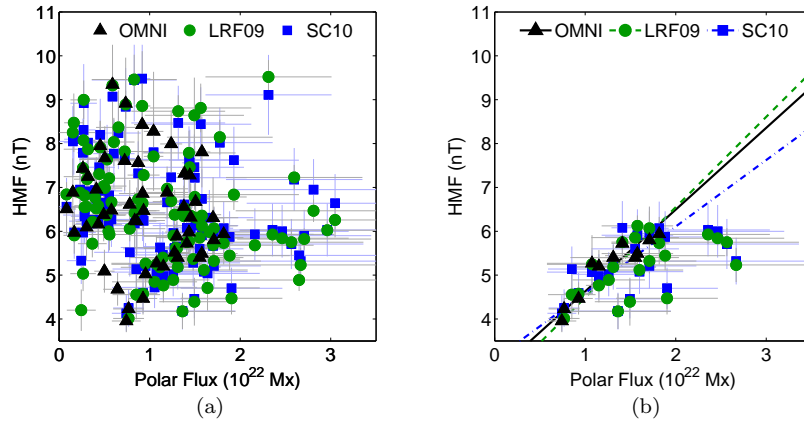 OMNI LRF09 SC10
11
10
9
8
7
6
5
4
HMF (nT)
0 1 2 3
Polar Flux (10^22 Mx)
(a)
OMNI LRF09 SC10
11
10
9
8
7
6
5
4
HMF (nT)
0 1 2 3
Polar Flux (10^22 Mx)
(b)